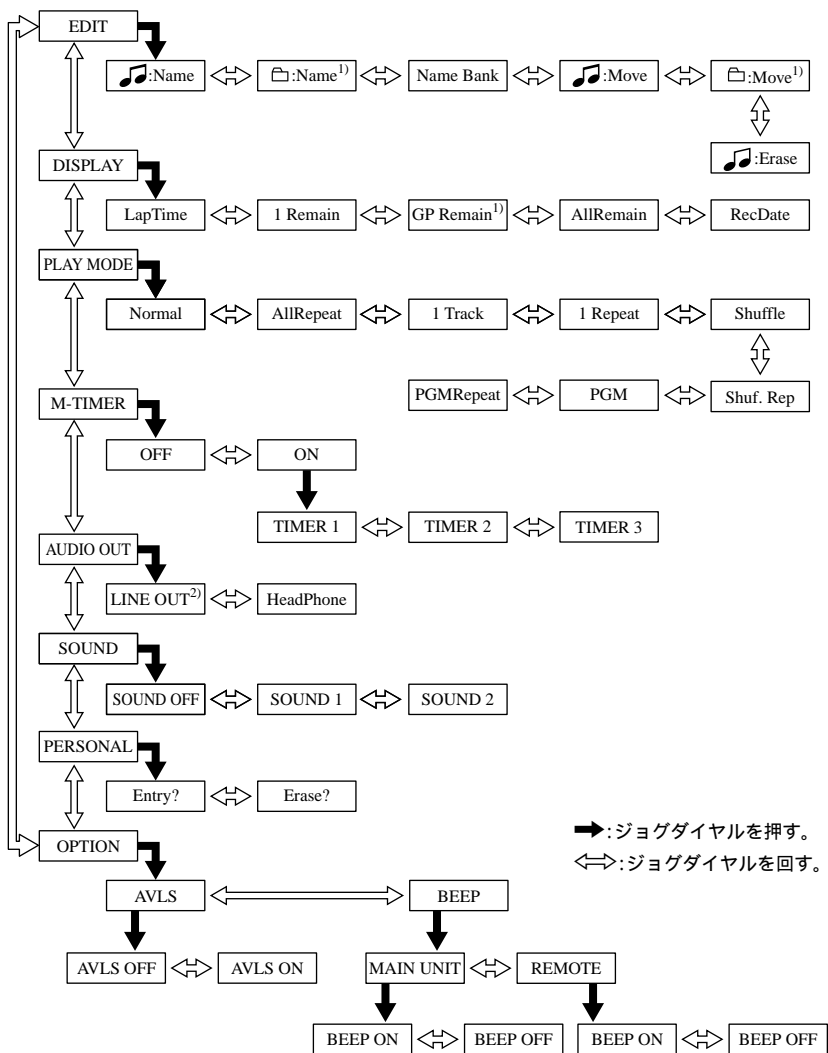 EDIT
♫:Name 🗀:Name1) Name Bank ♫:Move 🗀:Move1)
♫:Erase
DISPLAY
LapTime 1 Remain GP Remain1) AllRemain RecDate
PLAY MODE
Normal AllRepeat 1 Track 1 Repeat Shuffle
PGMRepeat PGM Shuf. Rep
M-TIMER
OFF ON
TIMER 1 TIMER 2 TIMER 3
AUDIO OUT
LINE OUT2) HeadPhone
SOUND
SOUND OFF SOUND 1 SOUND 2
PERSONAL
Entry? Erase?
➡:ジョグダイヤルを押す。
OPTION
⇔:ジョグダイヤルを回す。
AVLS BEEP
AVLS OFF AVLS ON MAIN UNIT REMOTE
BEEP ON BEEP OFF BEEP ON BEEP OFF